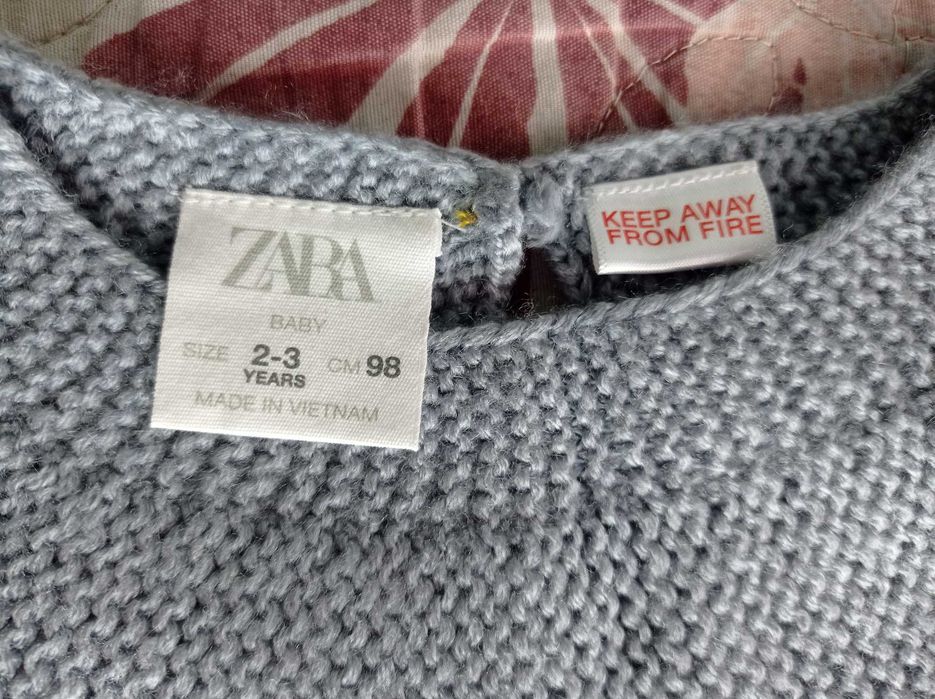 ZARA
BABY
SIZE 2-3 YEARS CM 98
MADE IN VIETNAM
KEEP AWAY
FROM FIRE